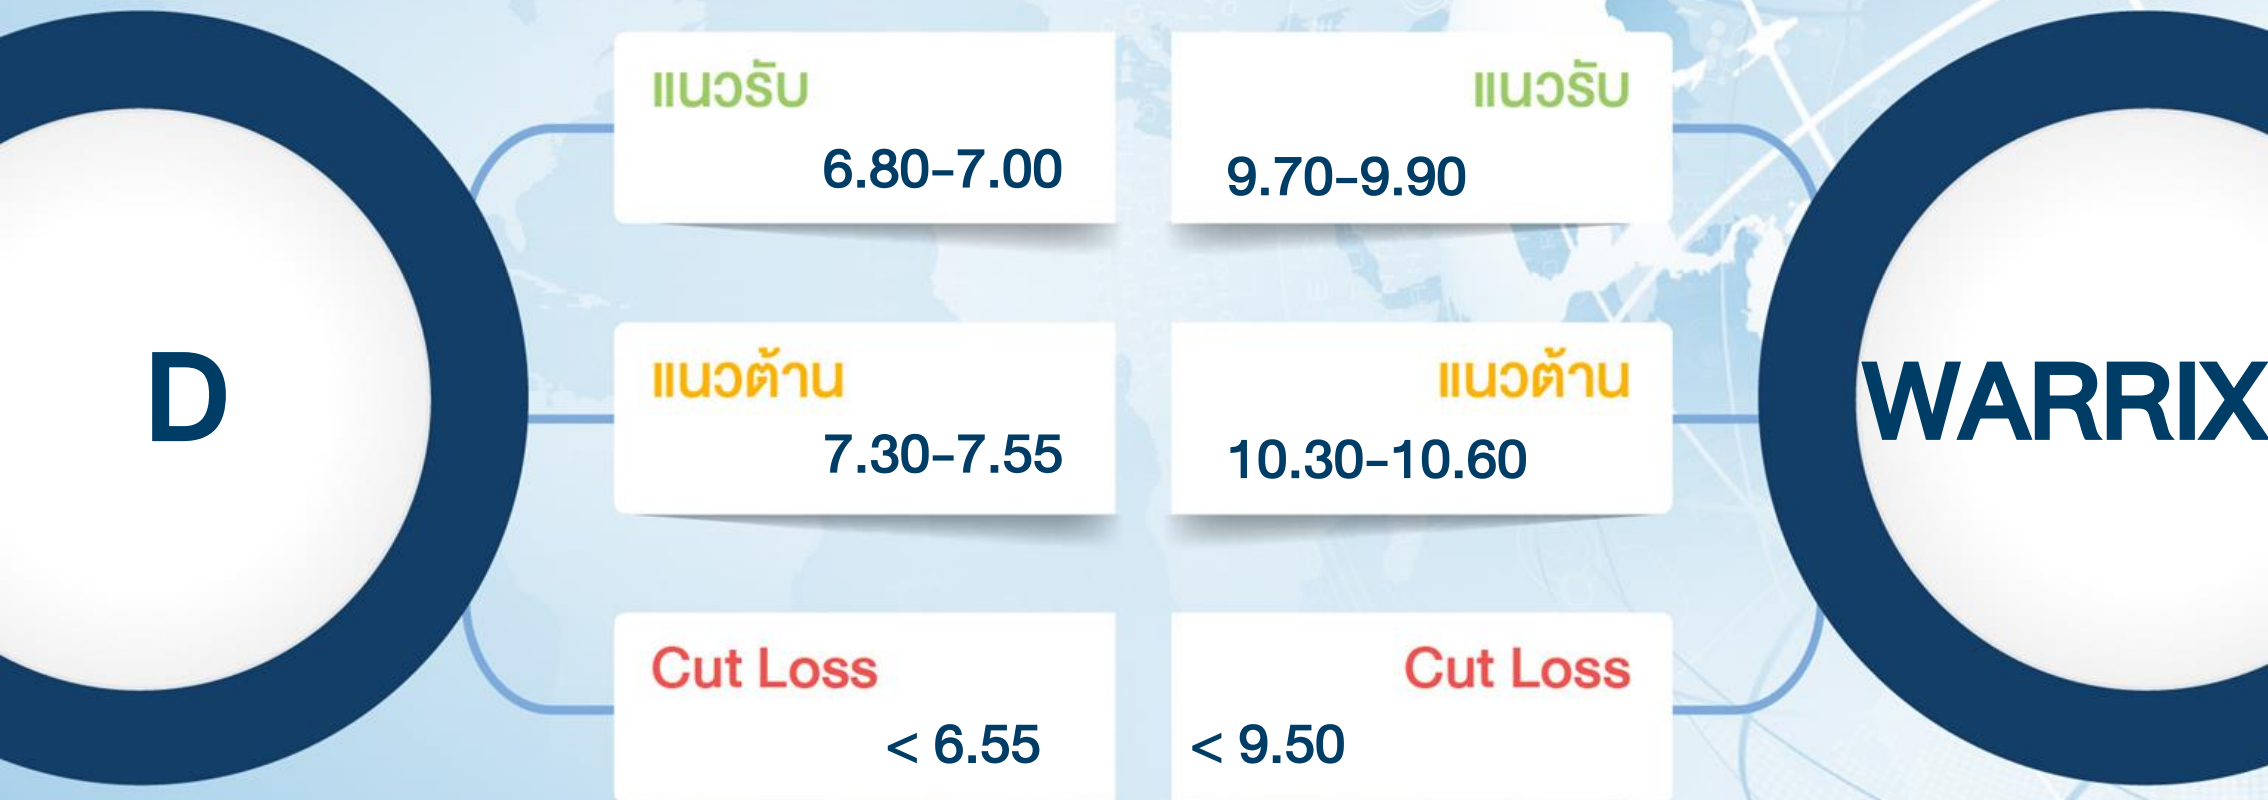 D
แนวรับ
6.80-7.00
แนวต้าน
7.30-7.55
Cut Loss
< 6.55
แนวรับ
9.70-9.90
แนวต้าน
10.30-10.60
Cut Loss
< 9.50
WARRIX